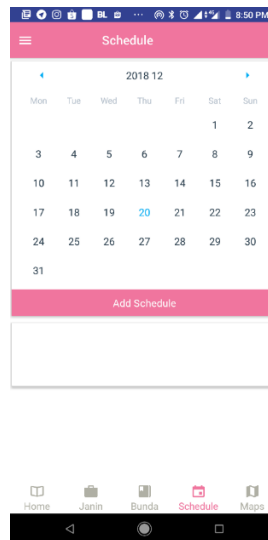 BL 8:50 PM
Schedule
2018 12
Mon Tue Wed Thu Fri Sat Sun
1 2
3 4 5 6 7 8 9
10 11 12 13 14 15 16
17 18 19 20 21 22 23
24 25 26 27 28 29 30
31
Add Schedule
Home Janin Bunda Schedule Maps